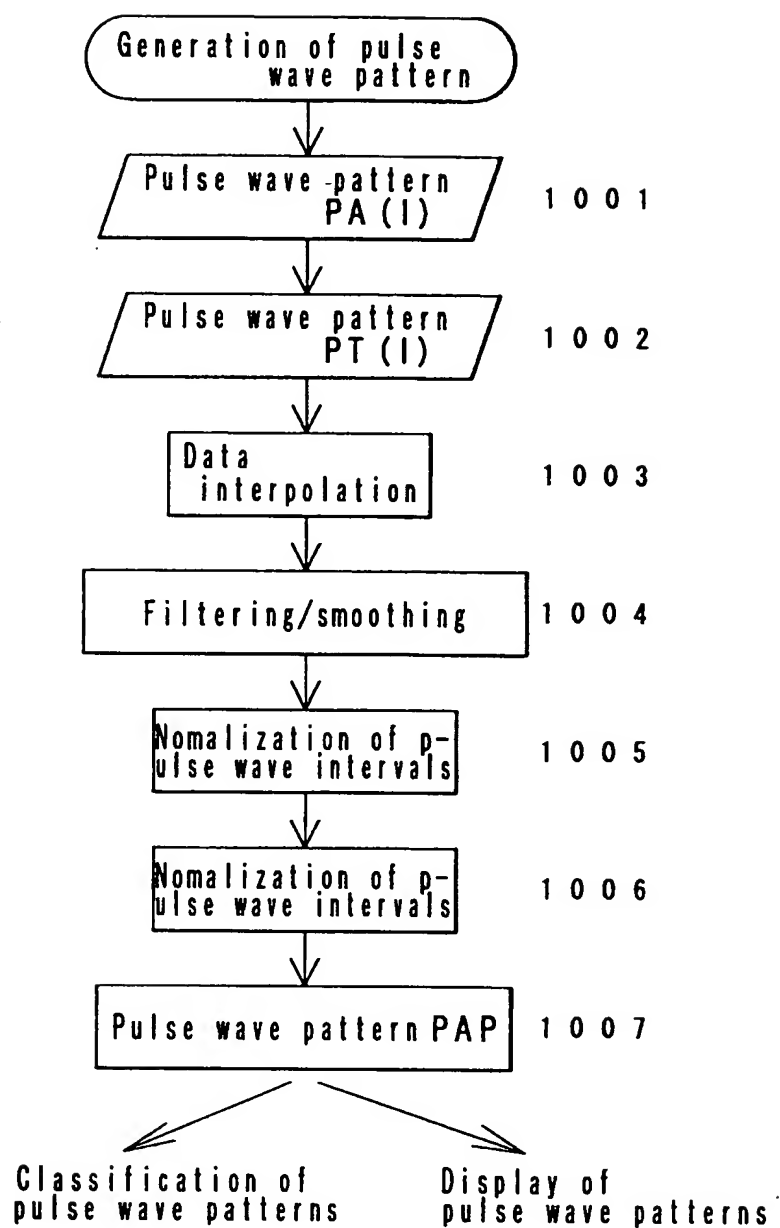 Generation of pulse
wave pattern
Pulse wave pattern
PA (I)
1001
Pulse wave pattern
PT (I)
1002
Data
interpolation
1003
Filtering/smoothing
1004
Nomalization of p-
ulse wave intervals
1005
Nomalization of p-
ulse wave intervals
1006
Pulse wave pattern PAP
1007
Classification of
pulse wave patterns
Display of
pulse wave patterns